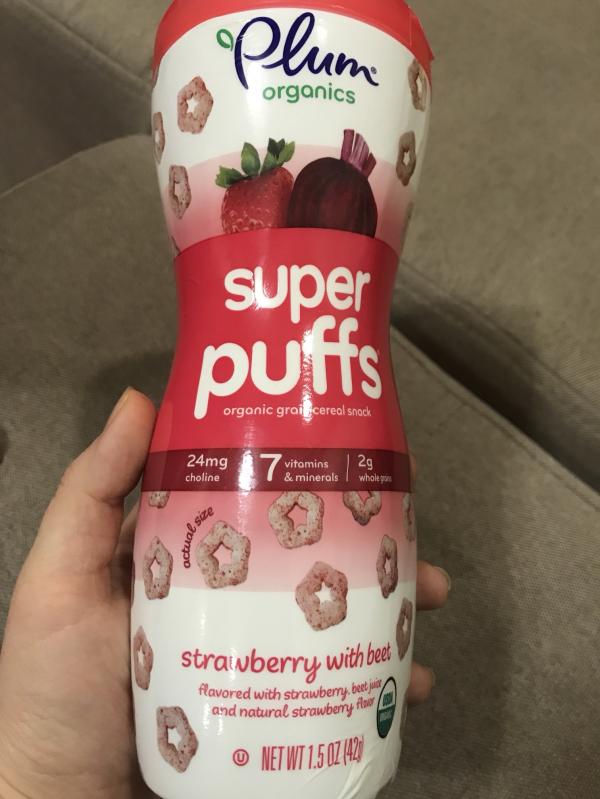 Plum
organics
super
puffs
organic grain cereal snack
24mg
choline
7 vitamins
& minerals
2g
whole grains
actual size
strawberry with beet
flavored with strawberry, beet juice
and natural strawberry flavor
USDA
ORGANIC
U
NET WT 1.5 OZ (42g)